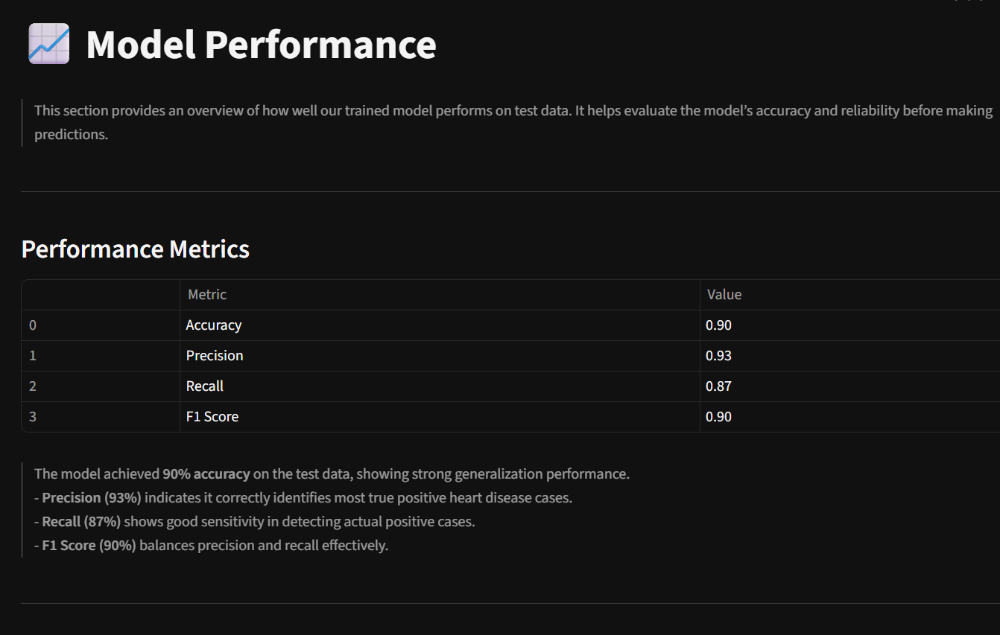 Model Performance
This section provides an overview of how well our trained model performs on test data. It helps evaluate the model’s accuracy and reliability before making
predictions.
Performance Metrics
Metric Value
0 Accuracy 0.90
1 Precision 0.93
2 Recall 0.87
3 F1 Score 0.90
The model achieved 90% accuracy on the test data, showing strong generalization performance.
- Precision (93%) indicates it correctly identifies most true positive heart disease cases.
- Recall (87%) shows good sensitivity in detecting actual positive cases.
- F1 Score (90%) balances precision and recall effectively.